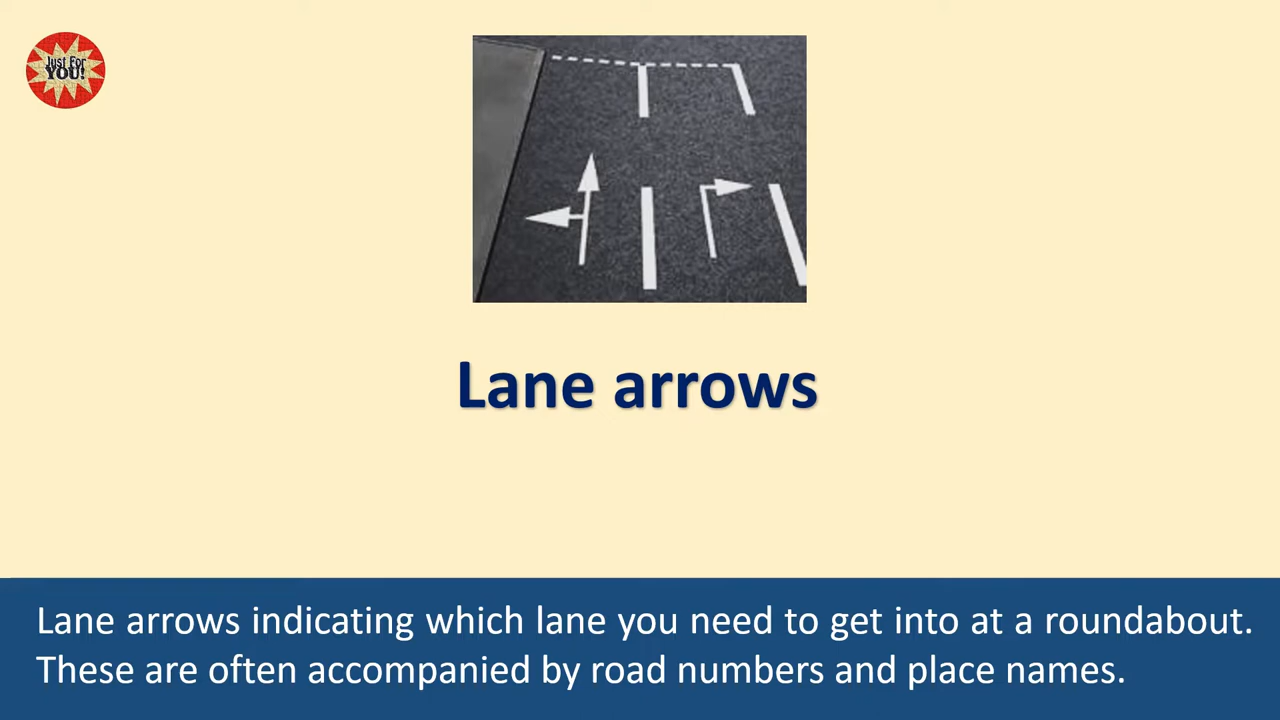 Just For
YOU!
Lane arrows
Lane arrows indicating which lane you need to get into at a roundabout.
These are often accompanied by road numbers and place names.